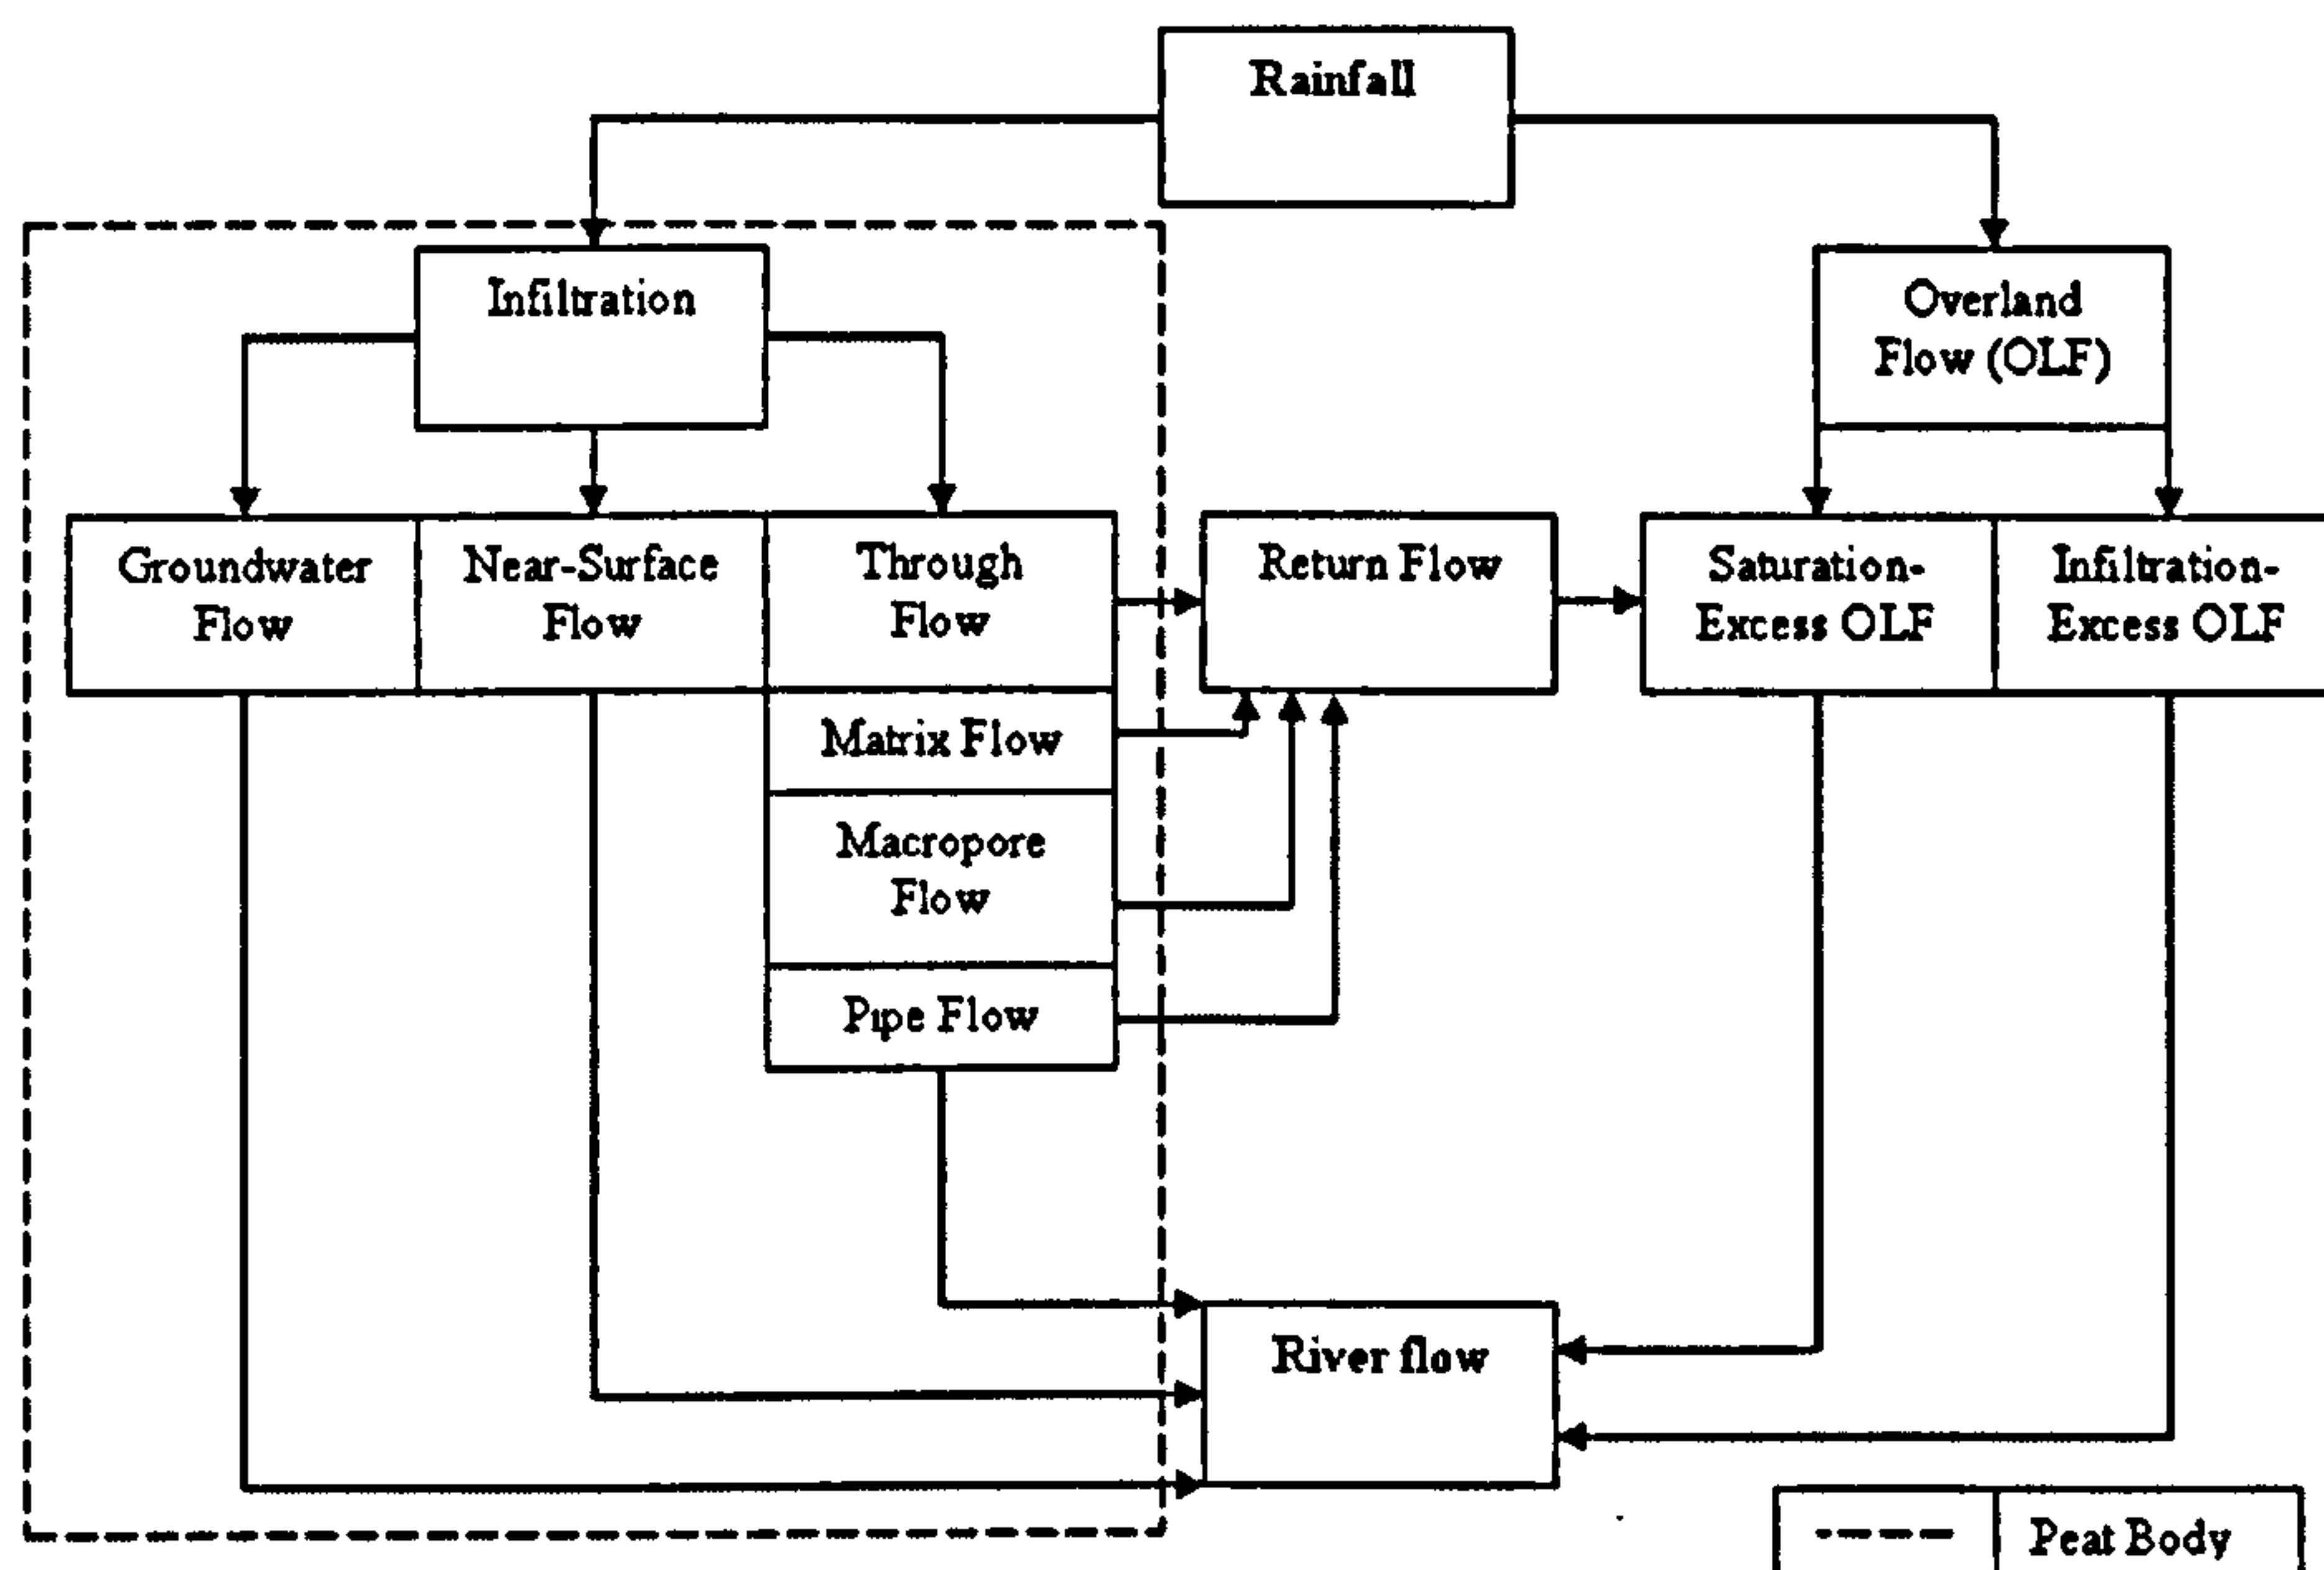 Rainfall
Infiltration
Overland
Flow (OLF)
Groundwater
Flow
Near-Surface
Flow
Through
Flow
Return Flow
Saturation-
Excess OLF
Infiltration-
Excess OLF
Matrix Flow
Macropore
Flow
Pipe Flow
River flow
Peat Body